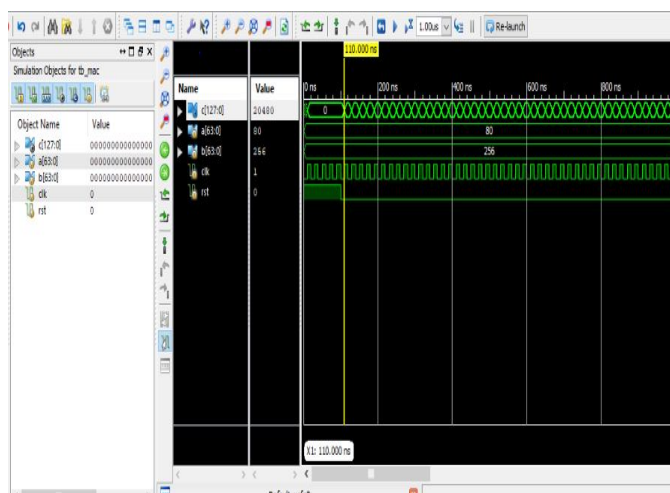 1.00us
Re-launch
Objects
Simulation Objects for tb_mac
Object Name Value
c[127:0] 000000000000000
a[63:0] 000000000000000
b[63:0] 000000000000000
clk 0
rst 0
110.000 ns
Name Value
0 ns 200 ns 400 ns 600 ns 800 ns
c[127:0] 20480 0
a[63:0] 80 80
b[63:0] 256 256
clk 1
rst 0
X1: 110.000 ns